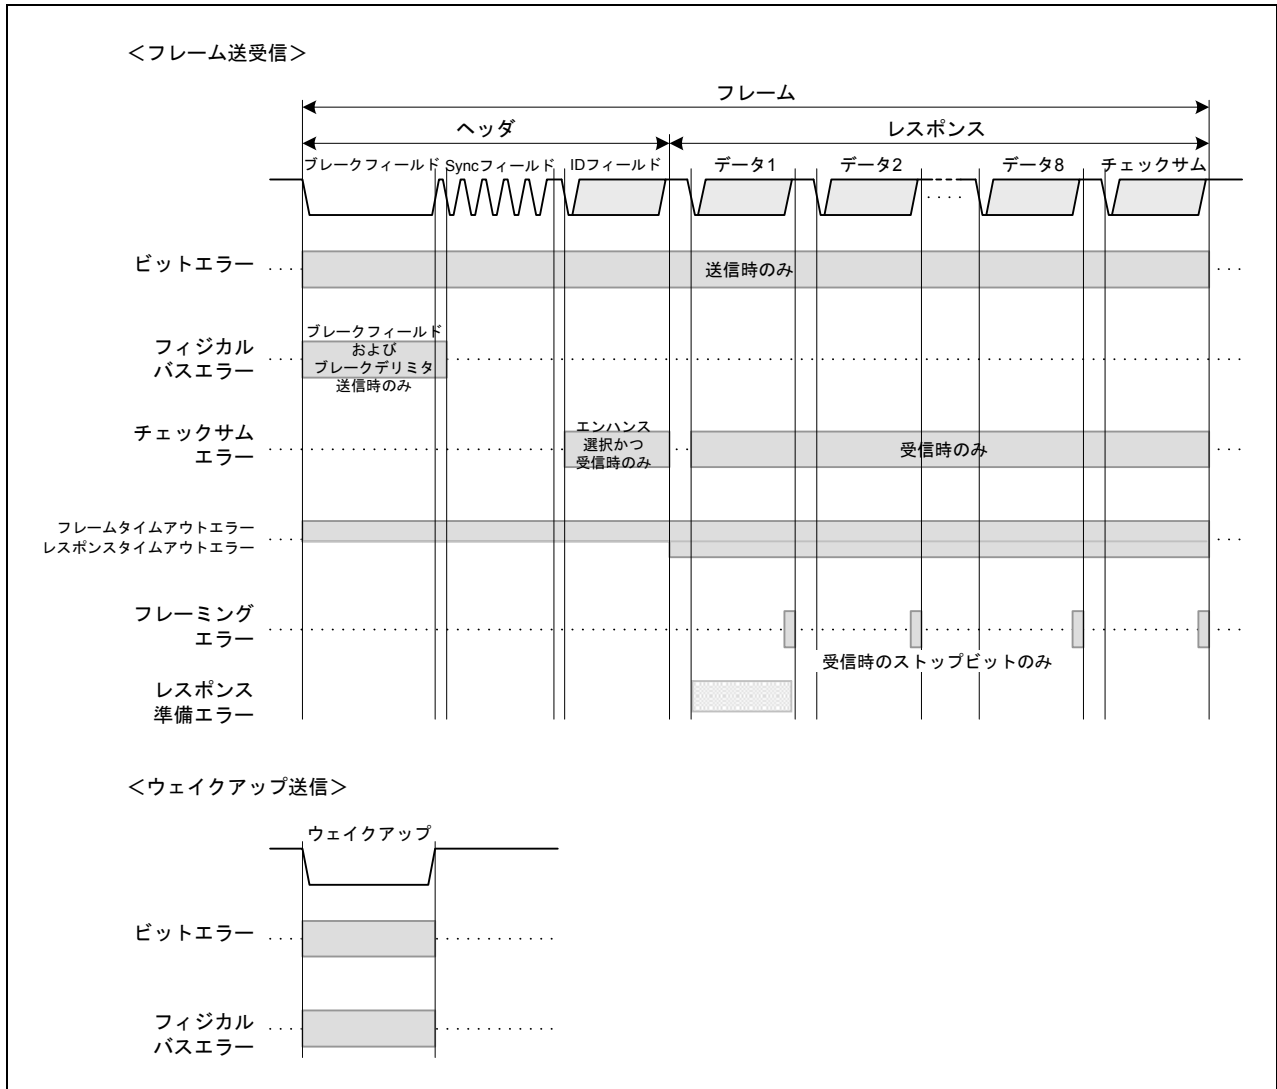 ＜フレーム送受信＞
フレーム
ヘッダ
レスポンス
ブレークフィールド
Syncフィールド
IDフィールド
データ1
データ2
データ8
チェックサム
ビットエラー
送信時のみ
フィジカル
バスエラー
ブレークフィールド
および
ブレークデリミタ
送信時のみ
チェックサム
エラー
エンハンス
選択かつ
受信時のみ
受信時のみ
フレームタイムアウトエラー
レスポンスタイムアウトエラー
フレーミング
エラー
受信時のストップビットのみ
レスポンス
準備エラー
＜ウェイクアップ送信＞
ウェイクアップ
ビットエラー
フィジカル
バスエラー